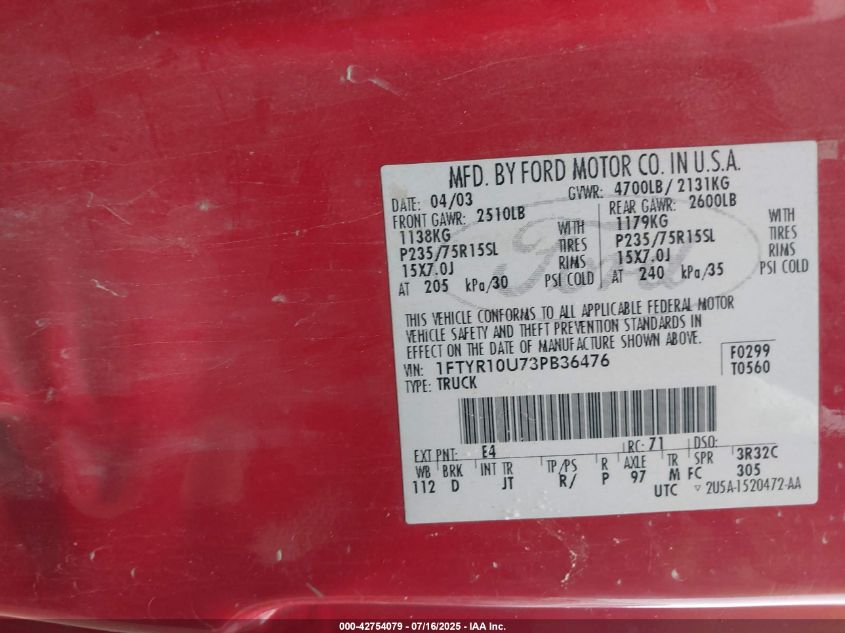 MFD. BY FORD MOTOR CO. IN U.S.A.
DATE: 04/03 GVWR: 4700LB/ 2131KG
FRONT GAWR: 2510LB REAR GAWR: 2600LB
1138KG WITH 1179KG WITH
P235/75R15SL TIRES P235/75R15SL TIRES
15X7.0J RIMS 15X7.0J RIMS
AT 205 kPa/30 PSI COLD AT 240 kPa/35 PSI COLD
Ford
THIS VEHICLE CONFORMS TO ALL APPLICABLE FEDERAL MOTOR
VEHICLE SAFETY AND THEFT PREVENTION STANDARDS IN
EFFECT ON THE DATE OF MANUFACTURE SHOWN ABOVE.
VIN: 1FTYR10U73PB36476 F0299
TYPE: TRUCK T0560
EXT PNT: E4 RC: 71 DSO:
WB BRK INT TR TP/PS R AXLE TR SPR 3R32C
112 D JT R/ P 97 M FC 305
UTC ▽ 2U5A-1520472-AA
000-42754079 - 07/16/2025 - IAA Inc.